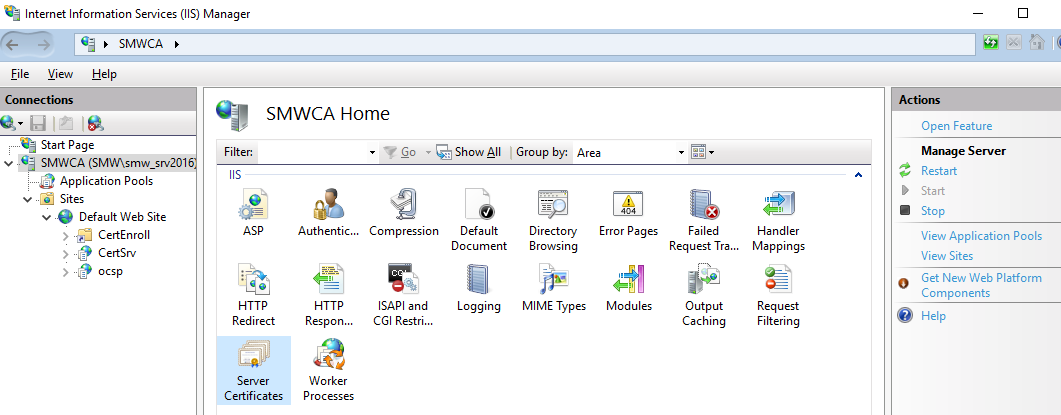 Internet Information Services (IIS) Manager
SMWCA
File View Help
Connections
Start Page
SMWCA (SMW\smw_srv2016)
Application Pools
Sites
Default Web Site
CertEnroll
CertSrv
ocsp
SMWCA Home
Filter: Go Show All Group by: Area
IIS
ASP
Authentic...
Compression
Default
Document
Directory
Browsing
Error Pages
404
Failed
Request Tra...
Handler
Mappings
HTTP
Redirect
HTTP
Respon...
CGI
ISAPI and
CGI Restri...
Logging
MIME Types
Modules
Output
Caching
Request
Filtering
Server
Certificates
Worker
Processes
Actions
Open Feature
Manage Server
Restart
Start
Stop
View Application Pools
View Sites
Get New Web Platform
Components
Help